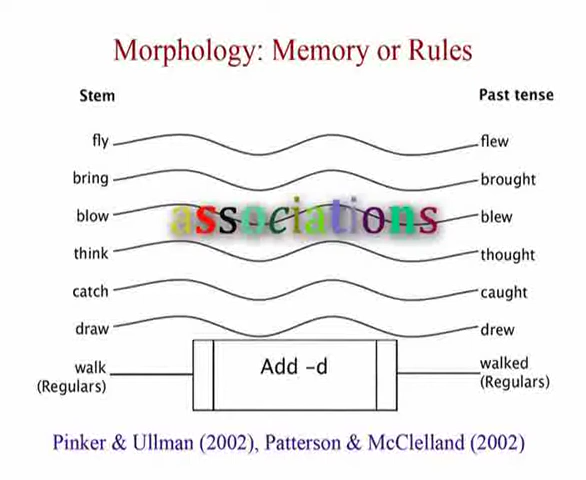 Morphology: Memory or Rules
Stem Past tense
fly flew
bring brought
associations
blow blew
think thought
catch caught
draw drew
walk Add –d walked
(Regulars) (Regulars)
Pinker & Ullman (2002), Patterson & McClelland (2002)